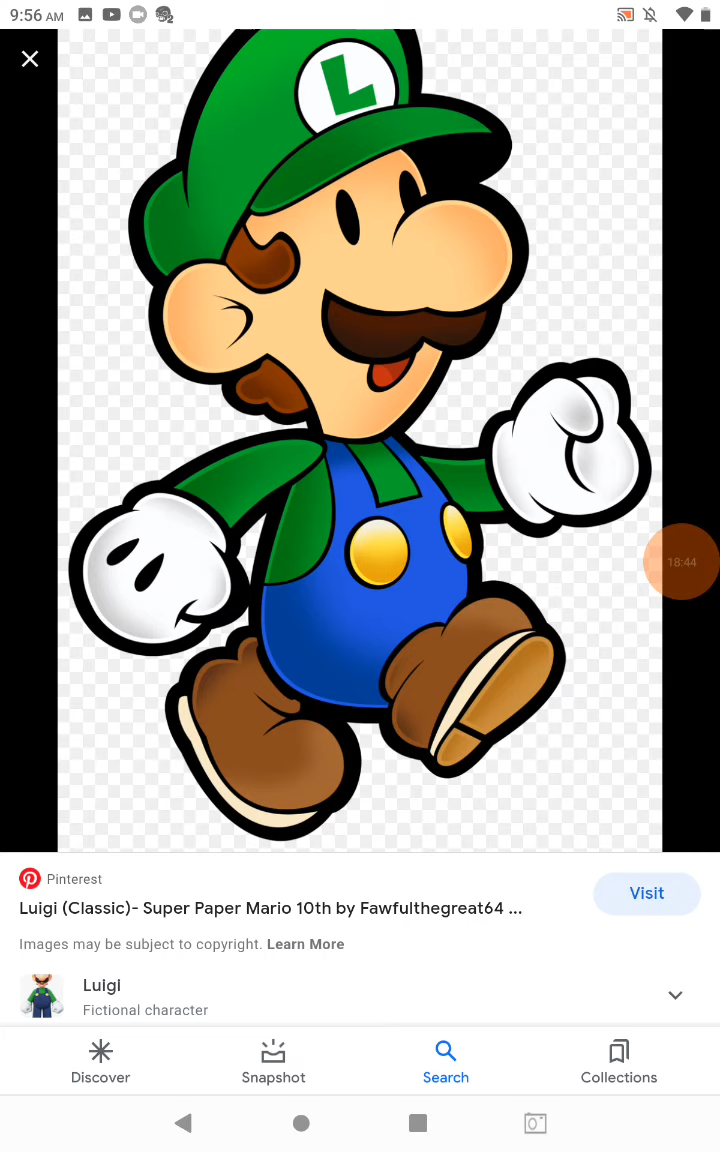 9:56 AM
2
L
18:44
Pinterest
Luigi (Classic)- Super Paper Mario 10th by Fawfulthegreat64 ...
Visit
Images may be subject to copyright. Learn More
Luigi
Fictional character
Discover
Snapshot
Search
Collections